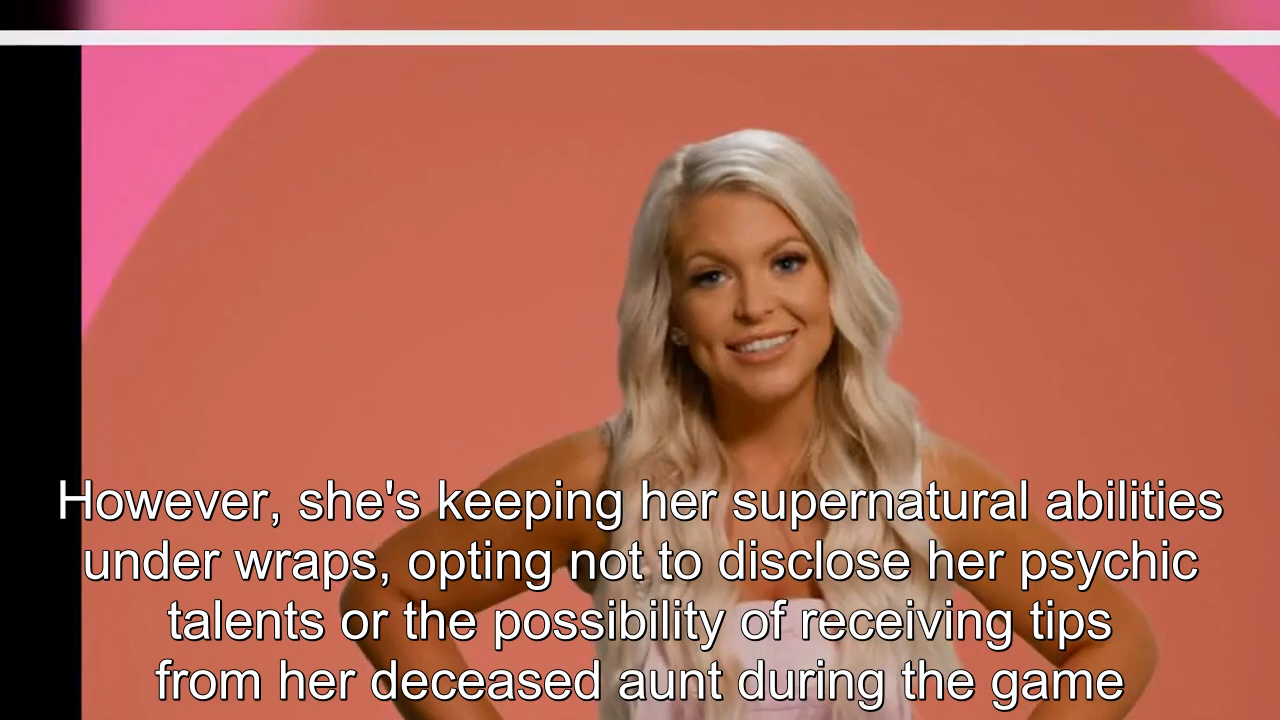 However, she's keeping her supernatural abilities
under wraps, opting not to disclose her psychic
talents or the possibility of receiving tips
from her deceased aunt during the game